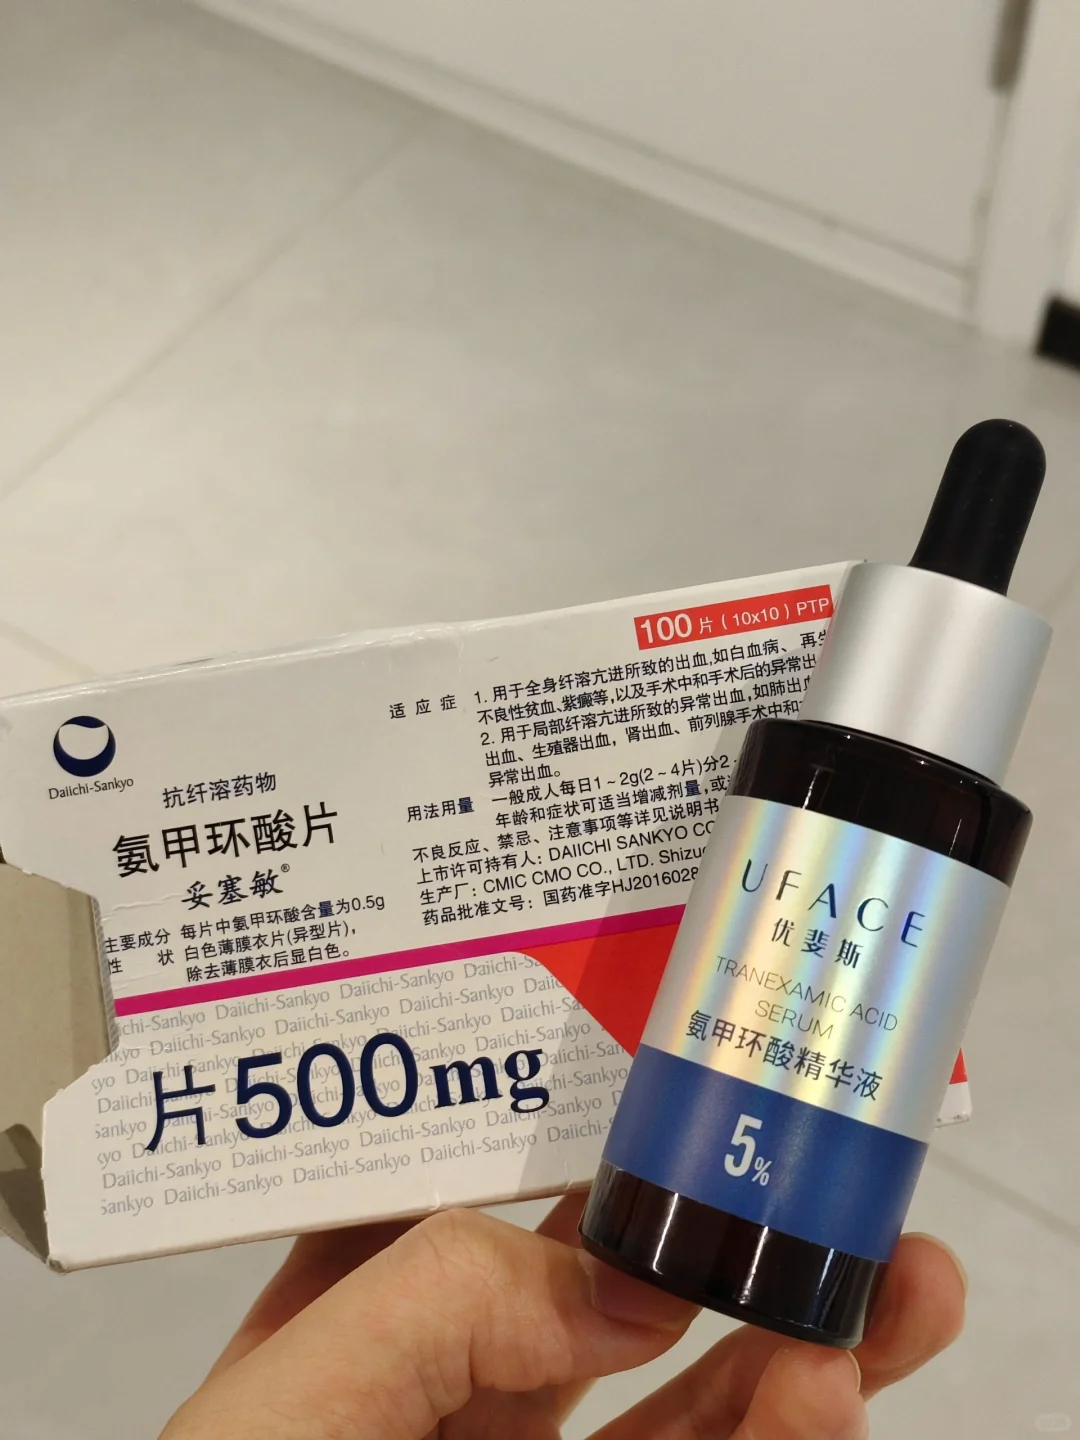 100片(10x10)PTP
Daiichi-Sankyo
抗纤溶药物
氨甲环酸片
妥塞敏®
主要成分 每片中氨甲环酸含量为0.5g
性 状 白色薄膜衣片(异型片),
除去薄膜衣后显白色。
适应症 1. 用于全身纤溶亢进所致的出血,如白血病、再生
不良性贫血、紫癜等,以及手术中和手术后的异常出
2. 用于局部纤溶亢进所致的异常出血,如肺出
出血、生殖器出血,肾出血、前列腺手术中和
异常出血。
用法用量 一般成人每日1~2g(2~4片)分2
年龄和症状可适当增减剂量,或
不良反应、禁忌、注意事项等详见说明书
上市许可持有人: DAIICHI SANKYO CO
生产厂: CMIC CMO CO., LTD. Shizu
药品批准文号: 国药准字HJ2016028
片500mg
UFACE
优斐斯
TRANEXAMIC ACID
SERUM
氨甲环酸精华液
5%